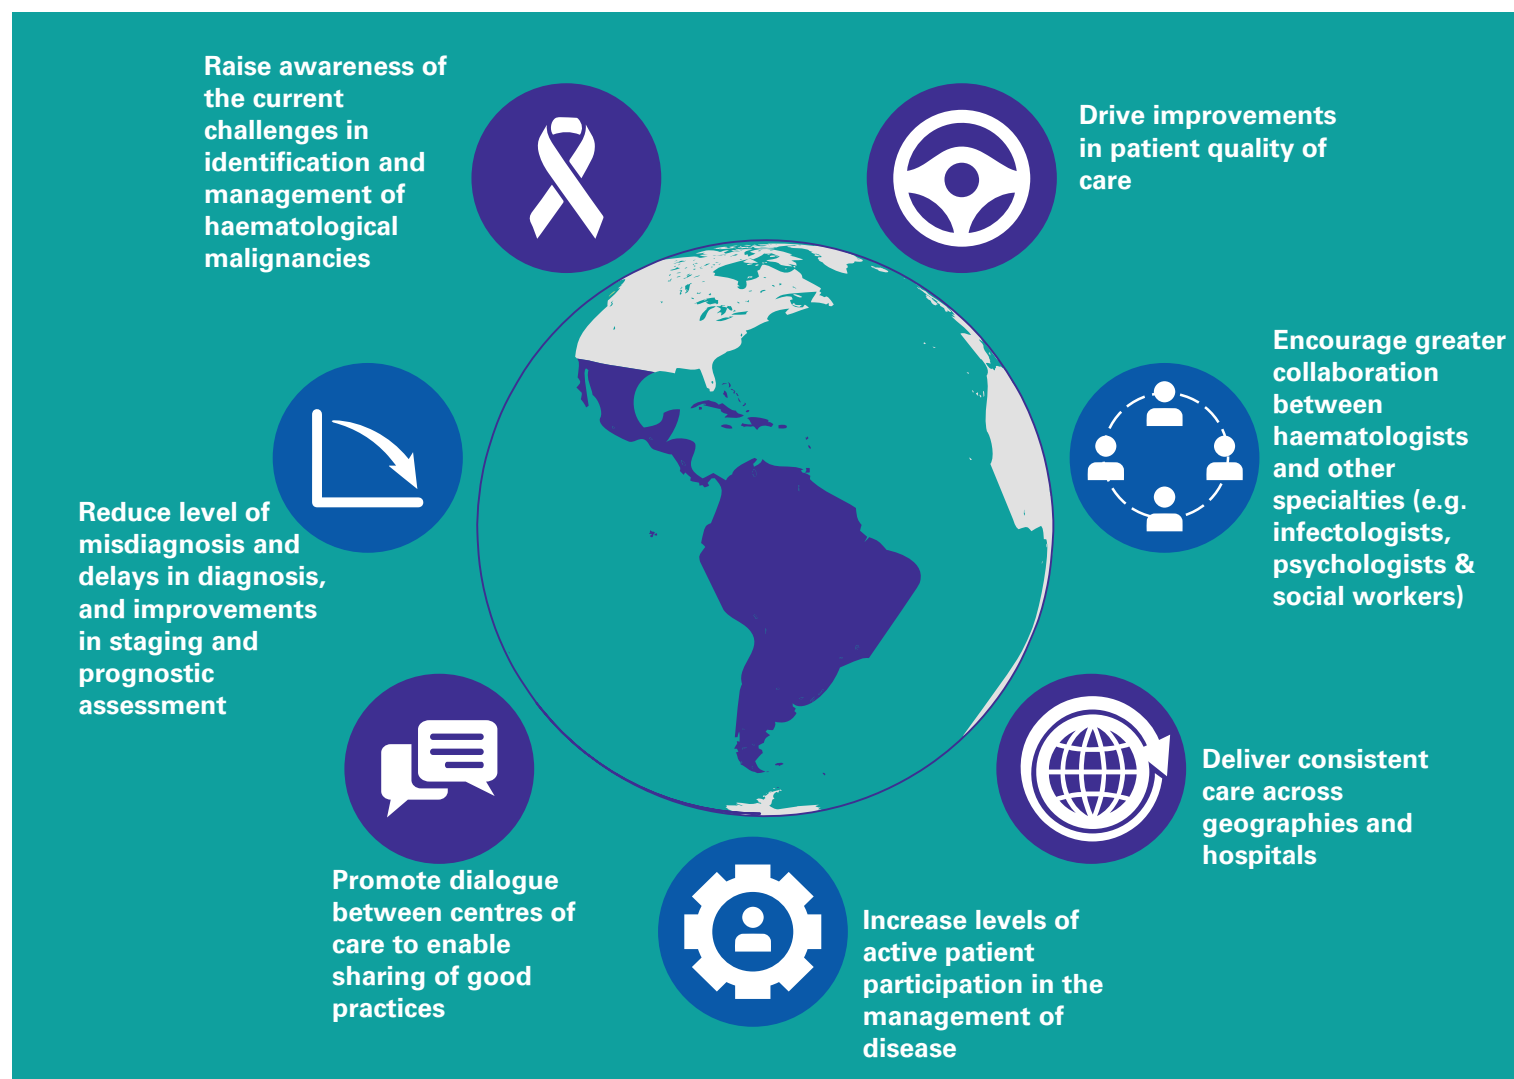 Raise awareness of
the current
challenges in
identification and
management of
haematological
malignancies
Drive improvements
in patient quality of
care
Encourage greater
collaboration
between
haematologists
and other
specialties (e.g.
infectologists,
psychologists &
social workers)
Reduce level of
misdiagnosis and
delays in diagnosis,
and improvements
in staging and
prognostic
assessment
Deliver consistent
care across
geographies and
hospitals
Promote dialogue
between centres of
care to enable
sharing of good
practices
Increase levels of
active patient
participation in the
management of
disease